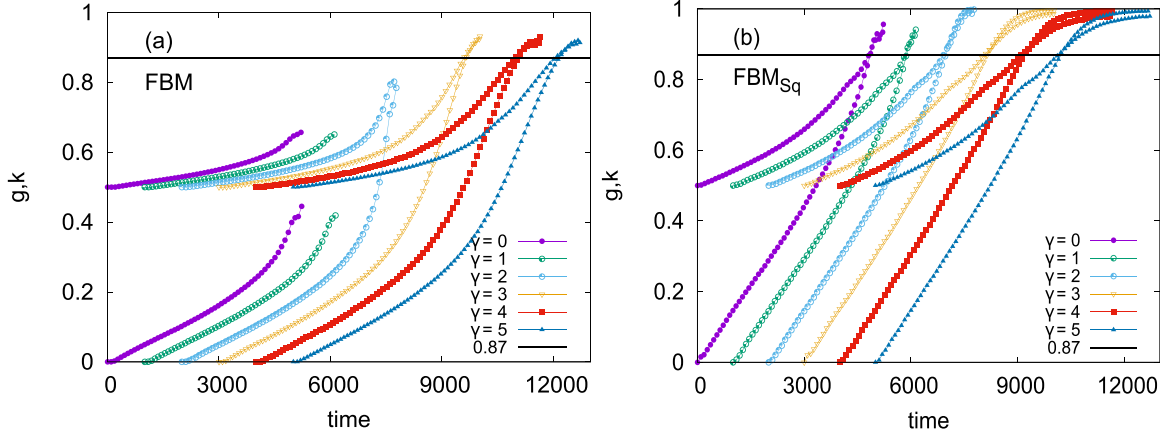 (a)
FBM
g,k
1
0.8
0.6
0.4
0.2
0
0
3000
6000
9000
12000
time
γ = 0
γ = 1
γ = 2
γ = 3
γ = 4
γ = 5
0.87
(b)
FBM_Sq
g,k
1
0.8
0.6
0.4
0.2
0
0
3000
6000
9000
12000
time
γ = 0
γ = 1
γ = 2
γ = 3
γ = 4
γ = 5
0.87